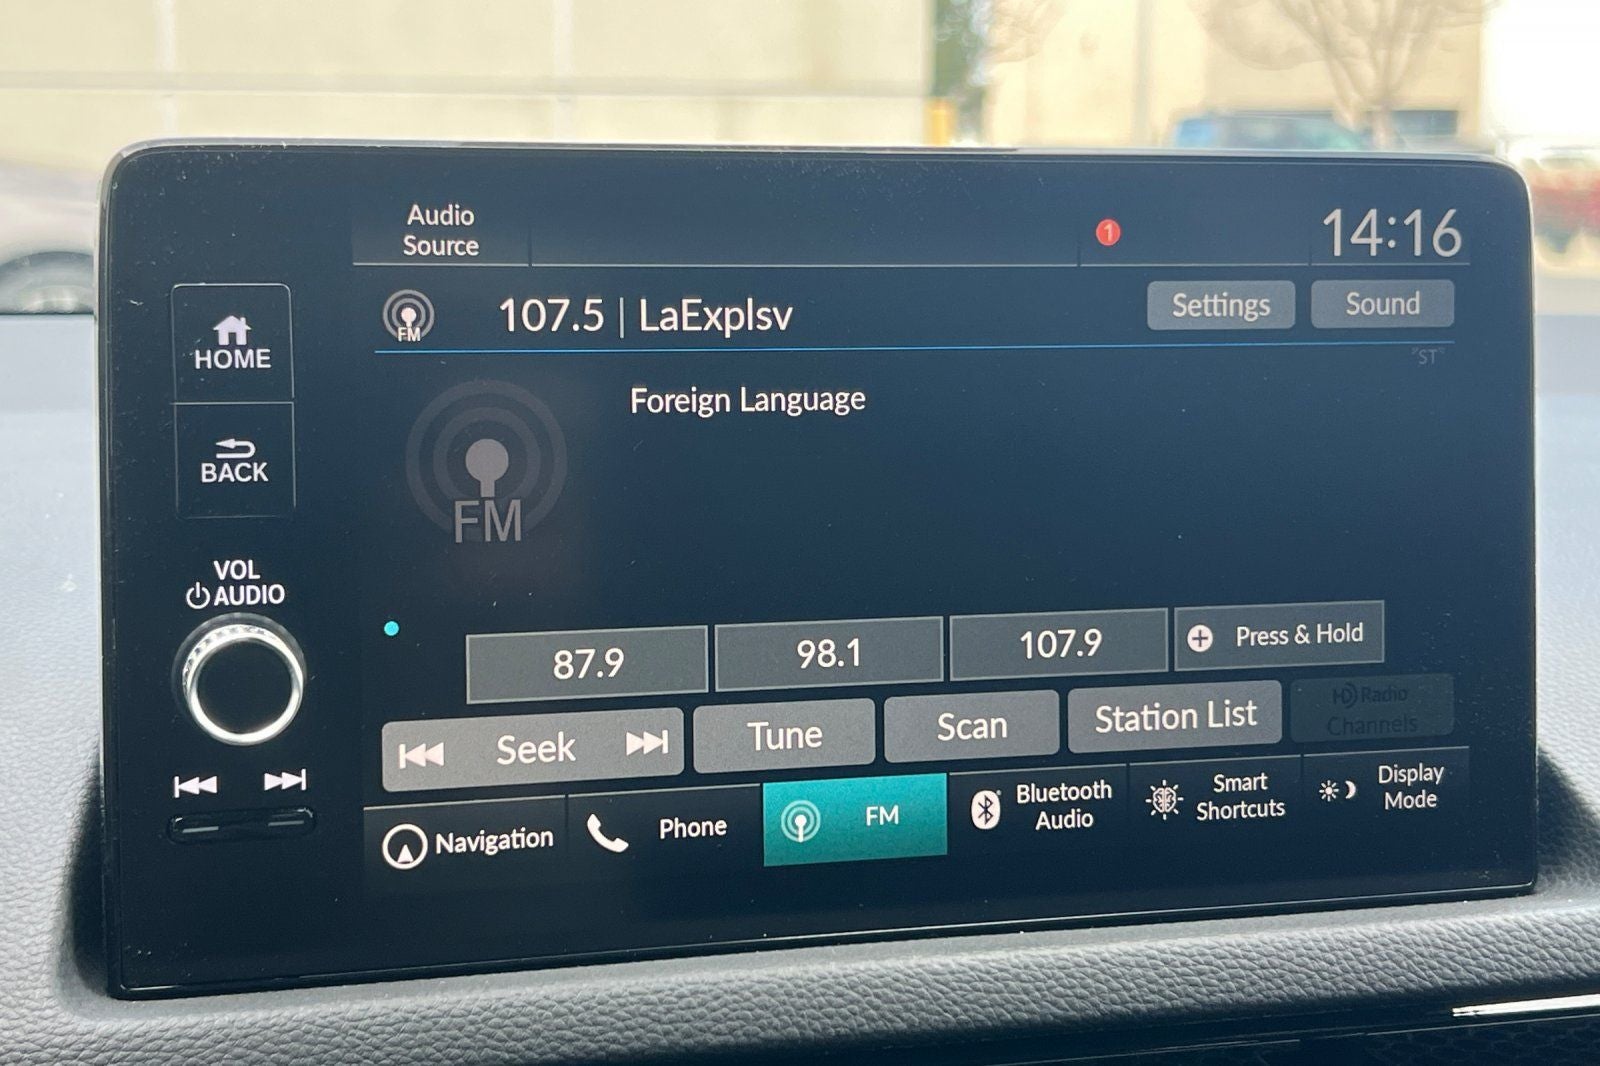 Audio
Source
1
14:16
FM
107.5 | LaExplsv
Settings
Sound
"ST"
HOME
Foreign Language
BACK
FM
VOL
AUDIO
87.9
98.1
107.9
Press & Hold
Seek
Tune
Scan
Station List
HD Radio
Channels
Navigation
Phone
FM
Bluetooth
Audio
Smart
Shortcuts
Display
Mode